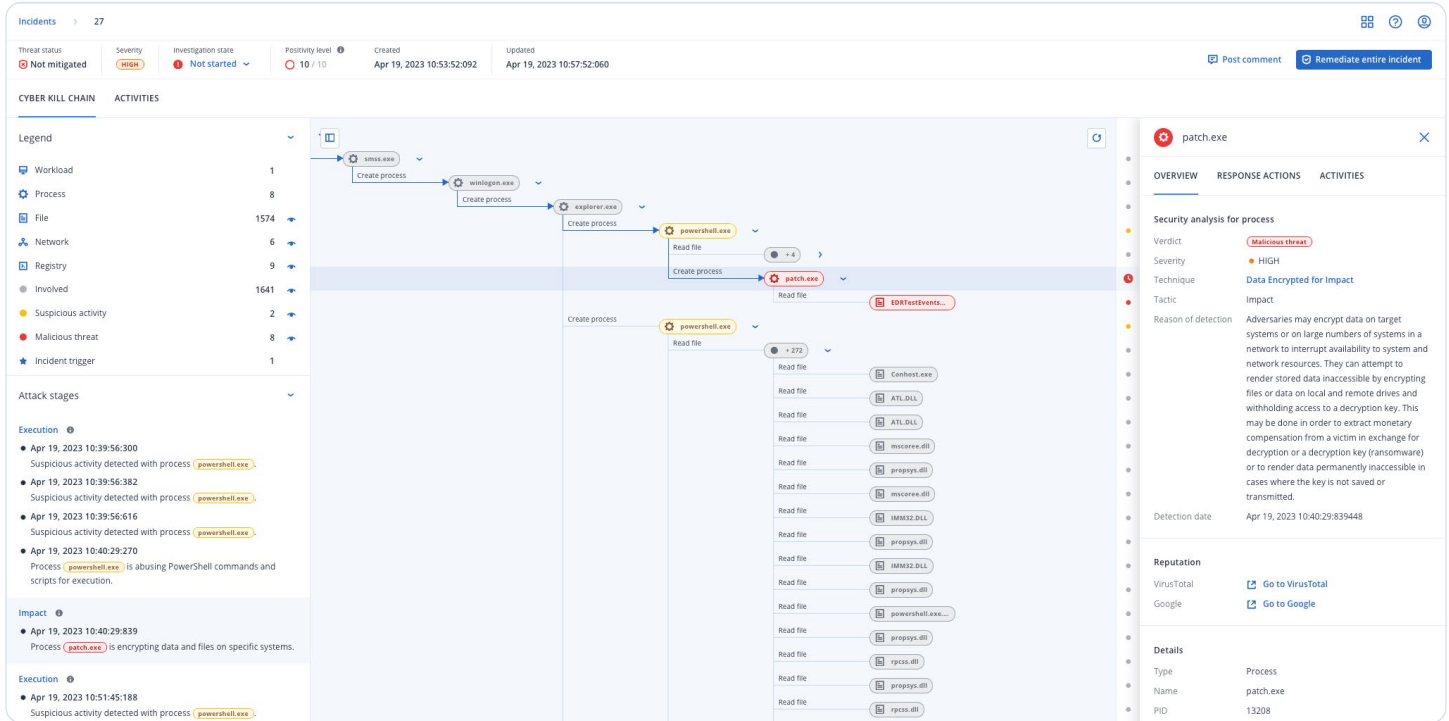 Incidents > 27
Threat status
Not mitigated
Severity
HIGH
Investigation state
Not started
Positivity level
10 / 10
Created
Apr 19, 2023 10:53:52:092
Updated
Apr 19, 2023 10:57:52:060
Post comment
Remediate entire incident
CYBER KILL CHAIN
ACTIVITIES
Legend
Workload 1
Process 8
File 1574
Network 6
Registry 9
Involved 1641
Suspicious activity 2
Malicious threat 8
Incident trigger 1
Attack stages
Execution
Apr 19, 2023 10:39:56:300
Suspicious activity detected with process powershell.exe.
Apr 19, 2023 10:39:56:382
Suspicious activity detected with process powershell.exe.
Apr 19, 2023 10:39:56:616
Suspicious activity detected with process powershell.exe.
Apr 19, 2023 10:40:29:270
Process powershell.exe is abusing PowerShell commands and
scripts for execution.
Impact
Apr 19, 2023 10:40:29:839
Process patch.exe is encrypting data and files on specific systems.
Execution
Apr 19, 2023 10:51:45:188
Suspicious activity detected with process powershell.exe.
smss.exe
Create process
winlogon.exe
Create process
explorer.exe
Create process
powershell.exe
Read file
+ 4
Create process
patch.exe
Read file
EDRTestEvents...
Create process
powershell.exe
Read file
+ 272
Read file
Conhost.exe
Read file
ATL.DLL
Read file
ATL.DLL
Read file
mscoree.dll
Read file
propsys.dll
Read file
mscoree.dll
Read file
IMM32.DLL
Read file
propsys.dll
Read file
IMM32.DLL
Read file
propsys.dll
Read file
powershell.exe....
Read file
propsys.dll
Read file
rpcss.dll
Read file
propsys.dll
Read file
rpcss.dll
patch.exe
OVERVIEW
RESPONSE ACTIONS
ACTIVITIES
Security analysis for process
Verdict
Malicious threat
Severity
HIGH
Technique
Data Encrypted for Impact
Tactic
Impact
Reason of detection
Adversaries may encrypt data on target
systems or on large numbers of systems in a
network to interrupt availability to system and
network resources. They can attempt to
render stored data inaccessible by encrypting
files or data on local and remote drives and
withholding access to a decryption key. This
may be done in order to extract monetary
compensation from a victim in exchange for
decryption or a decryption key (ransomware)
or to render data permanently inaccessible in
cases where the key is not saved or
transmitted.
Detection date
Apr 19, 2023 10:40:29:839448
Reputation
VirusTotal
Go to VirusTotal
Google
Go to Google
Details
Type
Process
Name
patch.exe
PID
13208